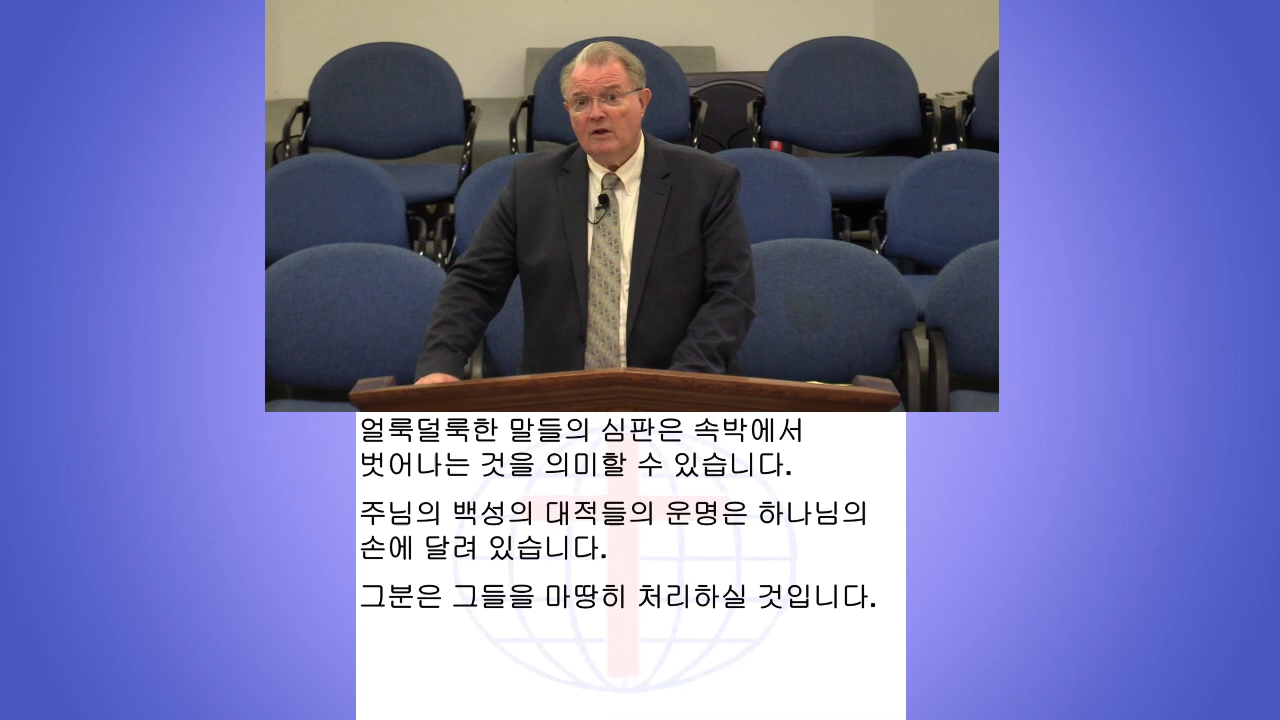 얼룩덜룩한 말들의 심판은 속박에서
벗어나는 것을 의미할 수 있습니다.
주님의 백성의 대적들의 운명은 하나님의
손에 달려 있습니다.
그분은 그들을 마땅히 처리하실 것입니다.